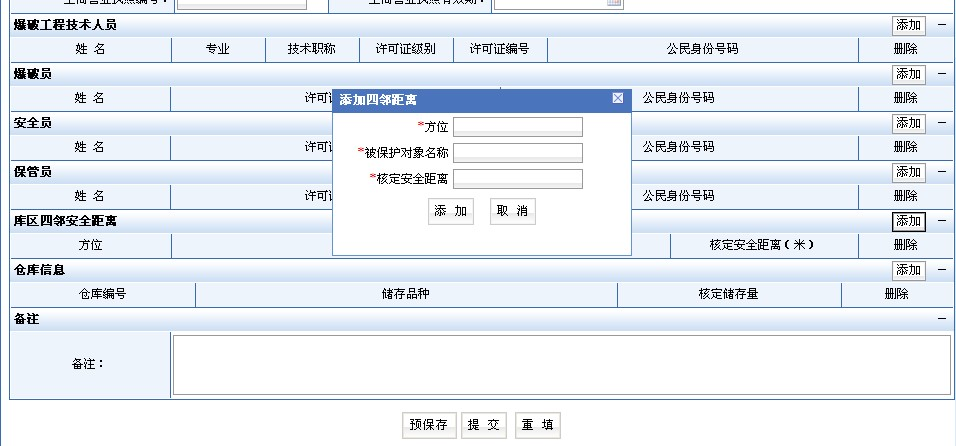 爆破工程技术人员 添加
姓 名 专业 技术职称 许可证级别 许可证编号 公民身份号码 删除
爆破员 添加
姓 名 许可 公民身份号码 删除
安全员 添加
姓 名 许可 公民身份号码 删除
保管员 添加
姓 名 许可 公民身份号码 删除
库区四邻安全距离 添加
方位 核定安全距离（米） 删除
添加四邻距离
*方位
*被保护对象名称
*核定安全距离
添 加 取 消
仓库信息 添加
仓库编号 储存品种 核定储存量 删除
备注
备注：
预保存 提 交 重 填